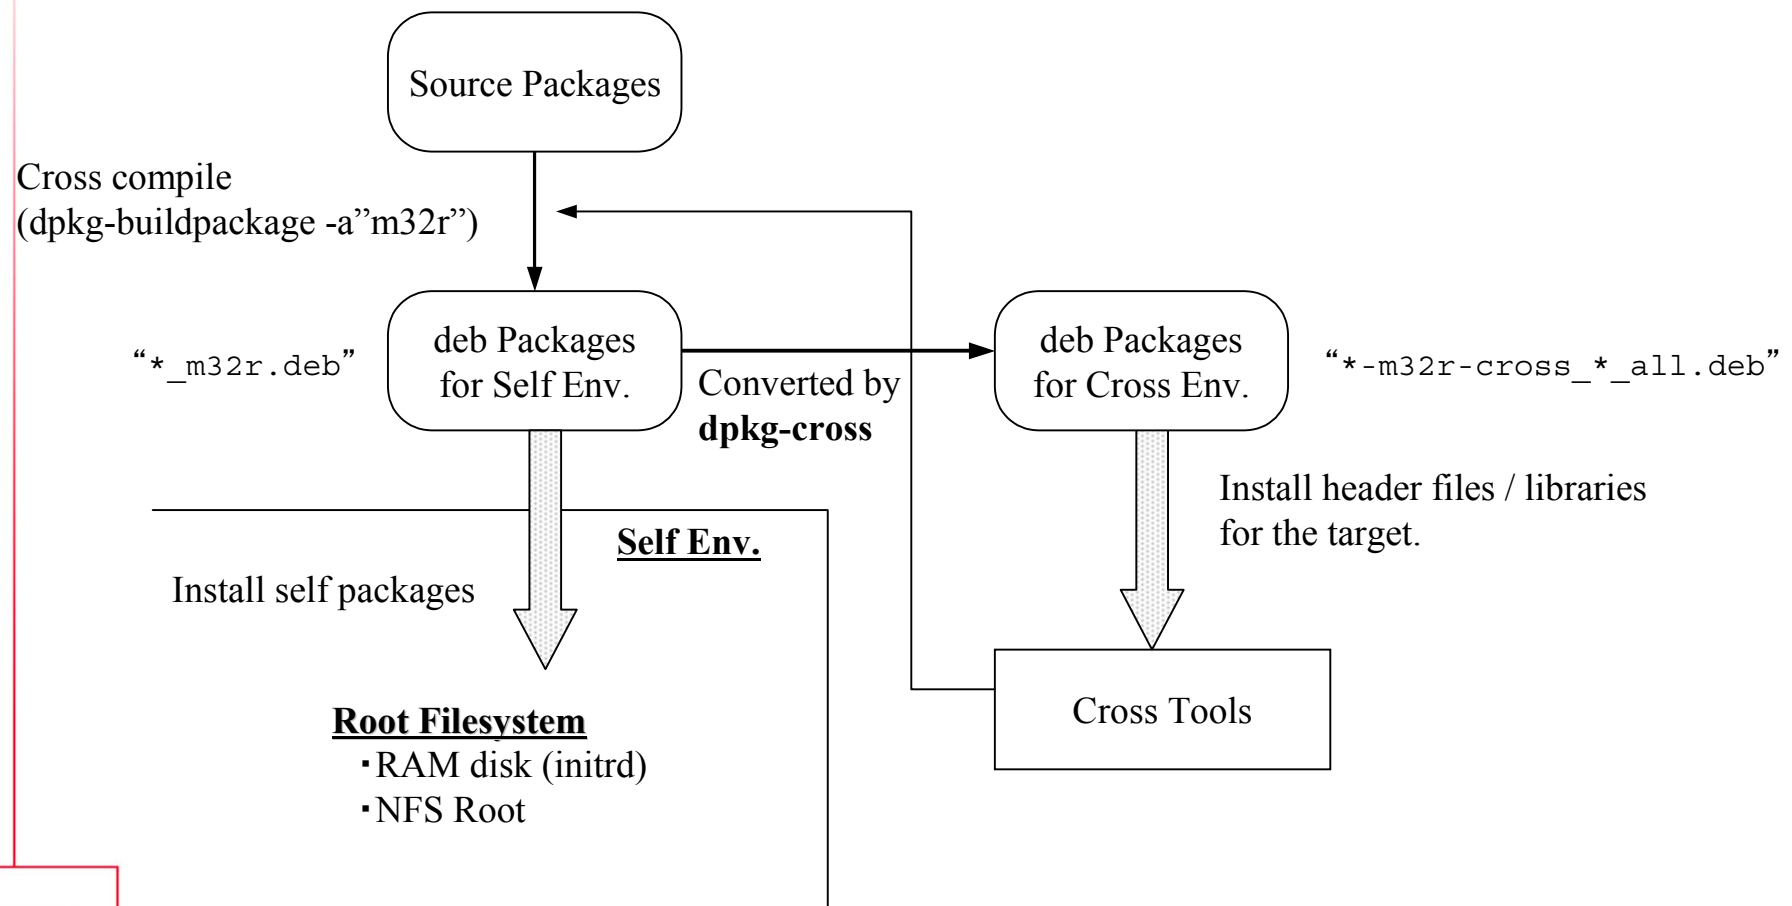 Source Packages
Cross compile
(dpkg-buildpackage -a”m32r”)
“*_m32r.deb”
deb Packages
for Self Env.
Converted by
dpkg-cross
deb Packages
for Cross Env.
“*-m32r-cross_*_all.deb”
Install header files / libraries
for the target.
Self Env.
Install self packages
Root Filesystem
・RAM disk (initrd)
・NFS Root
Cross Tools